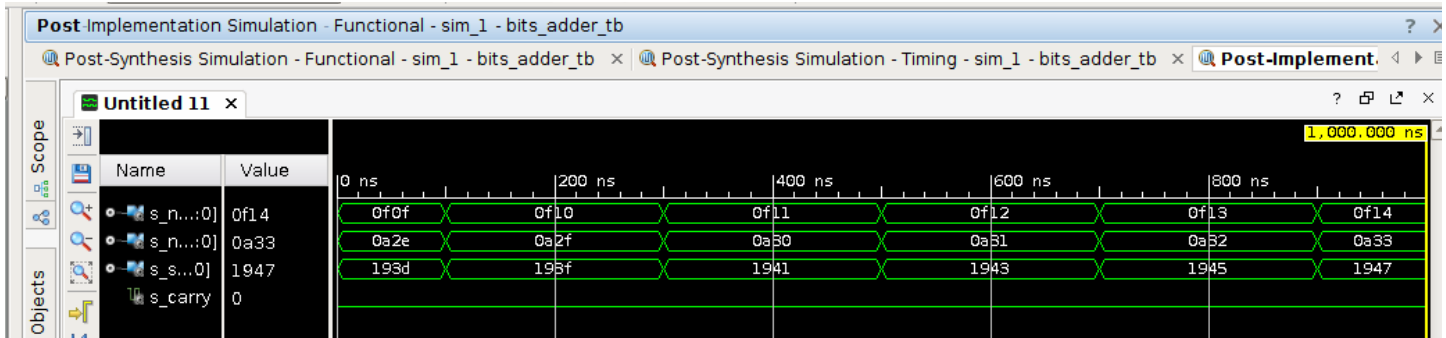 Post-Implementation Simulation - Functional - sim_1 - bits_adder_tb ?
Post-Synthesis Simulation - Functional - sim_1 - bits_adder_tb × Post-Synthesis Simulation - Timing - sim_1 - bits_adder_tb × Post-Implement.
Untitled 11 × ?
Scope
Objects
1,000.000 ns
Name Value
0 ns 200 ns 400 ns 600 ns 800 ns
s_n...:0] 0f14 0f0f 0f10 0f11 0f12 0f13 0f14
s_n...:0] 0a33 0a2e 0a2f 0a30 0a31 0a32 0a33
s_s...0] 1947 193d 193f 1941 1943 1945 1947
s_carry 0